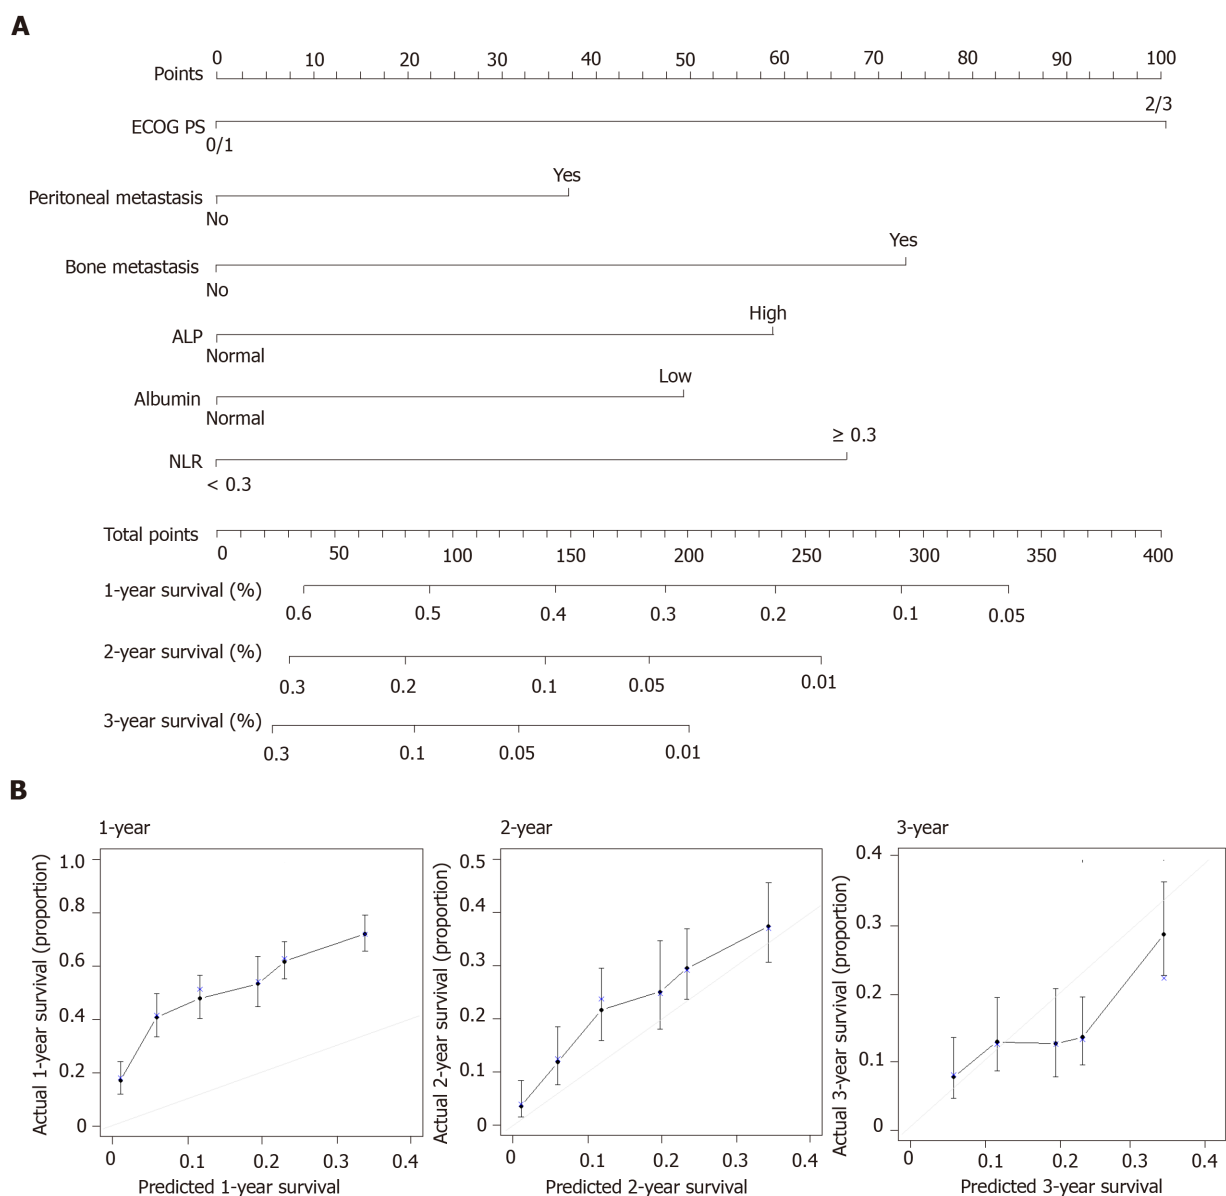 A
Points 0 10 20 30 40 50 60 70 80 90 100
2/3
ECOG PS
0/1
Yes
Peritoneal metastasis
No
Yes
Bone metastasis
No
High
ALP
Normal
Low
Albumin
Normal
≥ 0.3
NLR
< 0.3
Total points
0 50 100 150 200 250 300 350 400
1-year survival (%)
0.6 0.5 0.4 0.3 0.2 0.1 0.05
2-year survival (%)
0.3 0.2 0.1 0.05 0.01
3-year survival (%)
0.3 0.1 0.05 0.01
B
1-year
Actual 1-year survival (proportion)
1.0
0.8
0.6
0.4
0.2
0
0 0.1 0.2 0.3 0.4
Predicted 1-year survival
2-year
Actual 2-year survival (proportion)
0.5
0.4
0.3
0.2
0.1
0
0 0.1 0.2 0.3 0.4
Predicted 2-year survival
3-year
Actual 3-year survival (proportion)
0.4
0.3
0.2
0.1
0
0 0.1 0.2 0.3 0.4
Predicted 3-year survival